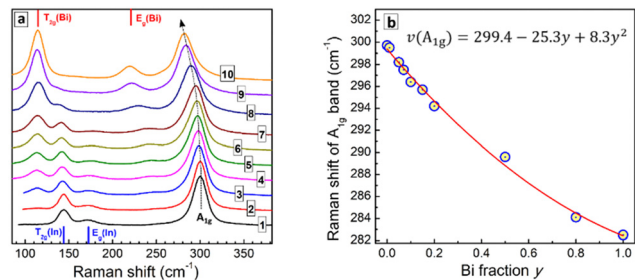 a
T2g(Bi)
Eg(Bi)
10
9
8
7
6
5
4
3
2
1
A1g
T2g(In)
Eg(In)
100 150 200 250 300 350
Raman shift (cm-1)
b
ν(A1g) = 299.4 − 25.3y + 8.3y²
300
298
296
294
292
290
288
286
284
282
Raman shift of A1g band (cm-1)
0.0 0.2 0.4 0.6 0.8 1.0
Bi fraction y